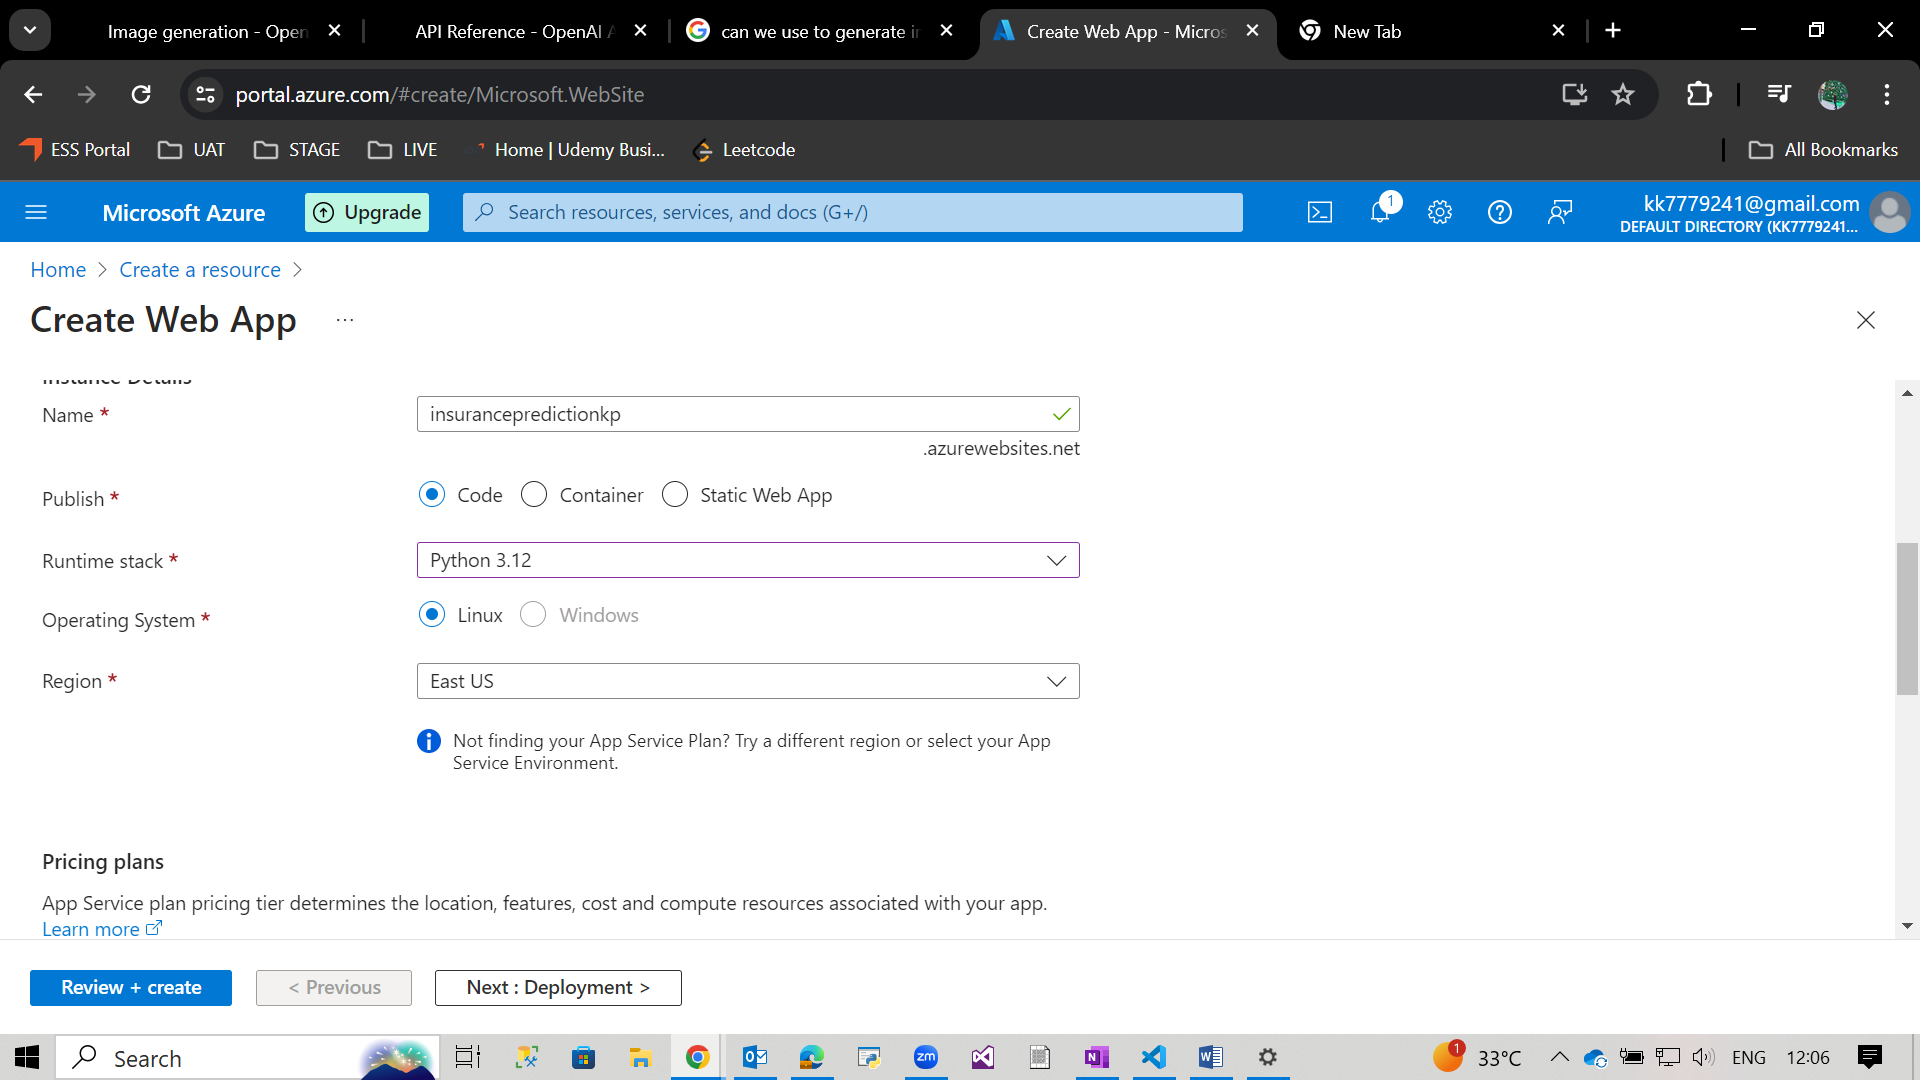 Image generation - Open
API Reference - OpenAI A
can we use to generate in
Create Web App - Micros
New Tab
portal.azure.com/#create/Microsoft.WebSite
ESS Portal
UAT
STAGE
LIVE
Home | Udemy Busi...
Leetcode
All Bookmarks
Microsoft Azure
Upgrade
Search resources, services, and docs (G+/)
1
kk7779241@gmail.com
DEFAULT DIRECTORY (KK7779241...
Home > Create a resource >
Create Web App
...
Instance Details
Name *
insurancepredictionkp
.azurewebsites.net
Publish *
Code
Container
Static Web App
Runtime stack *
Python 3.12
Operating System *
Linux
Windows
Region *
East US
Not finding your App Service Plan? Try a different region or select your App
Service Environment.
Pricing plans
App Service plan pricing tier determines the location, features, cost and compute resources associated with your app.
Learn more
Review + create
< Previous
Next : Deployment >
Search
zm
1
33°C
ENG
12:06